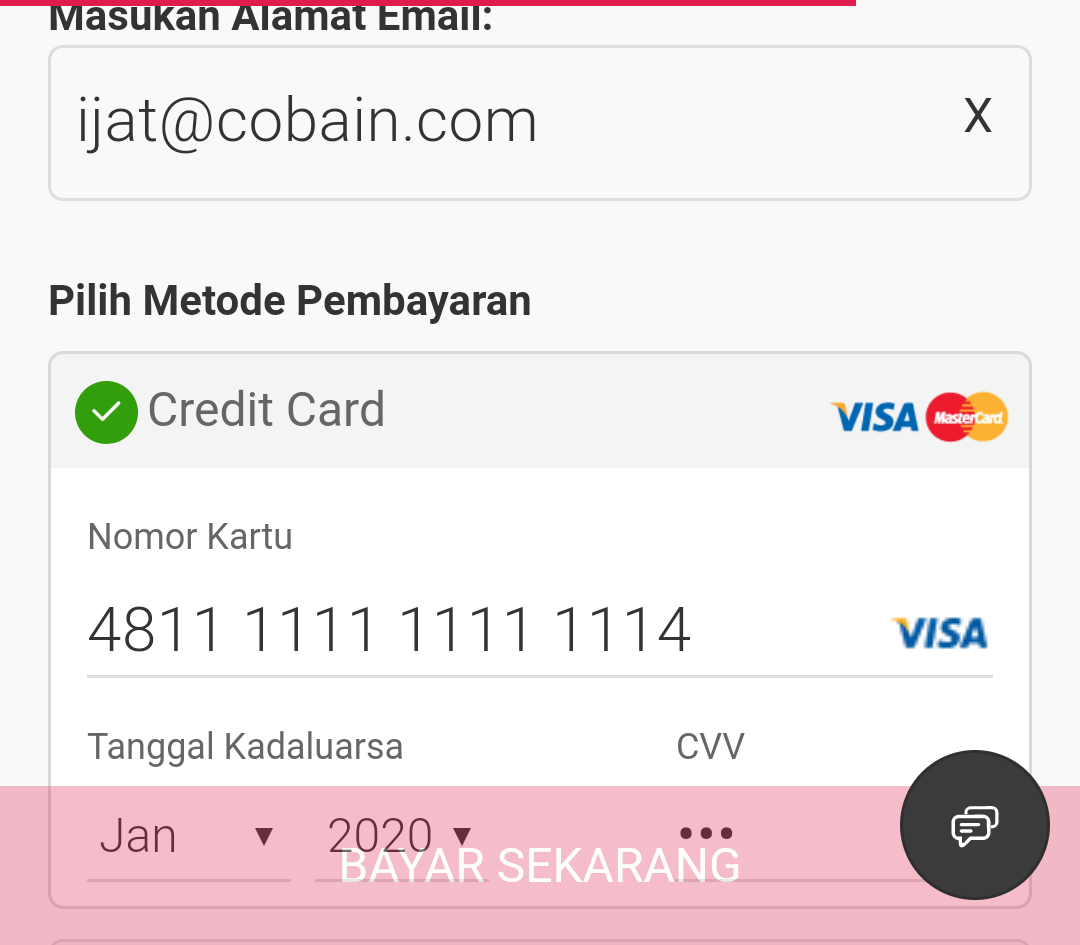 Masukan Alamat Email:
ijat@cobain.com X
Pilih Metode Pembayaran
Credit Card VISA MasterCard
Nomor Kartu
4811 1111 1111 1114 VISA
Tanggal Kadaluarsa CVV
Jan ▼ 2020 ▼ •••
BAYAR SEKARANG